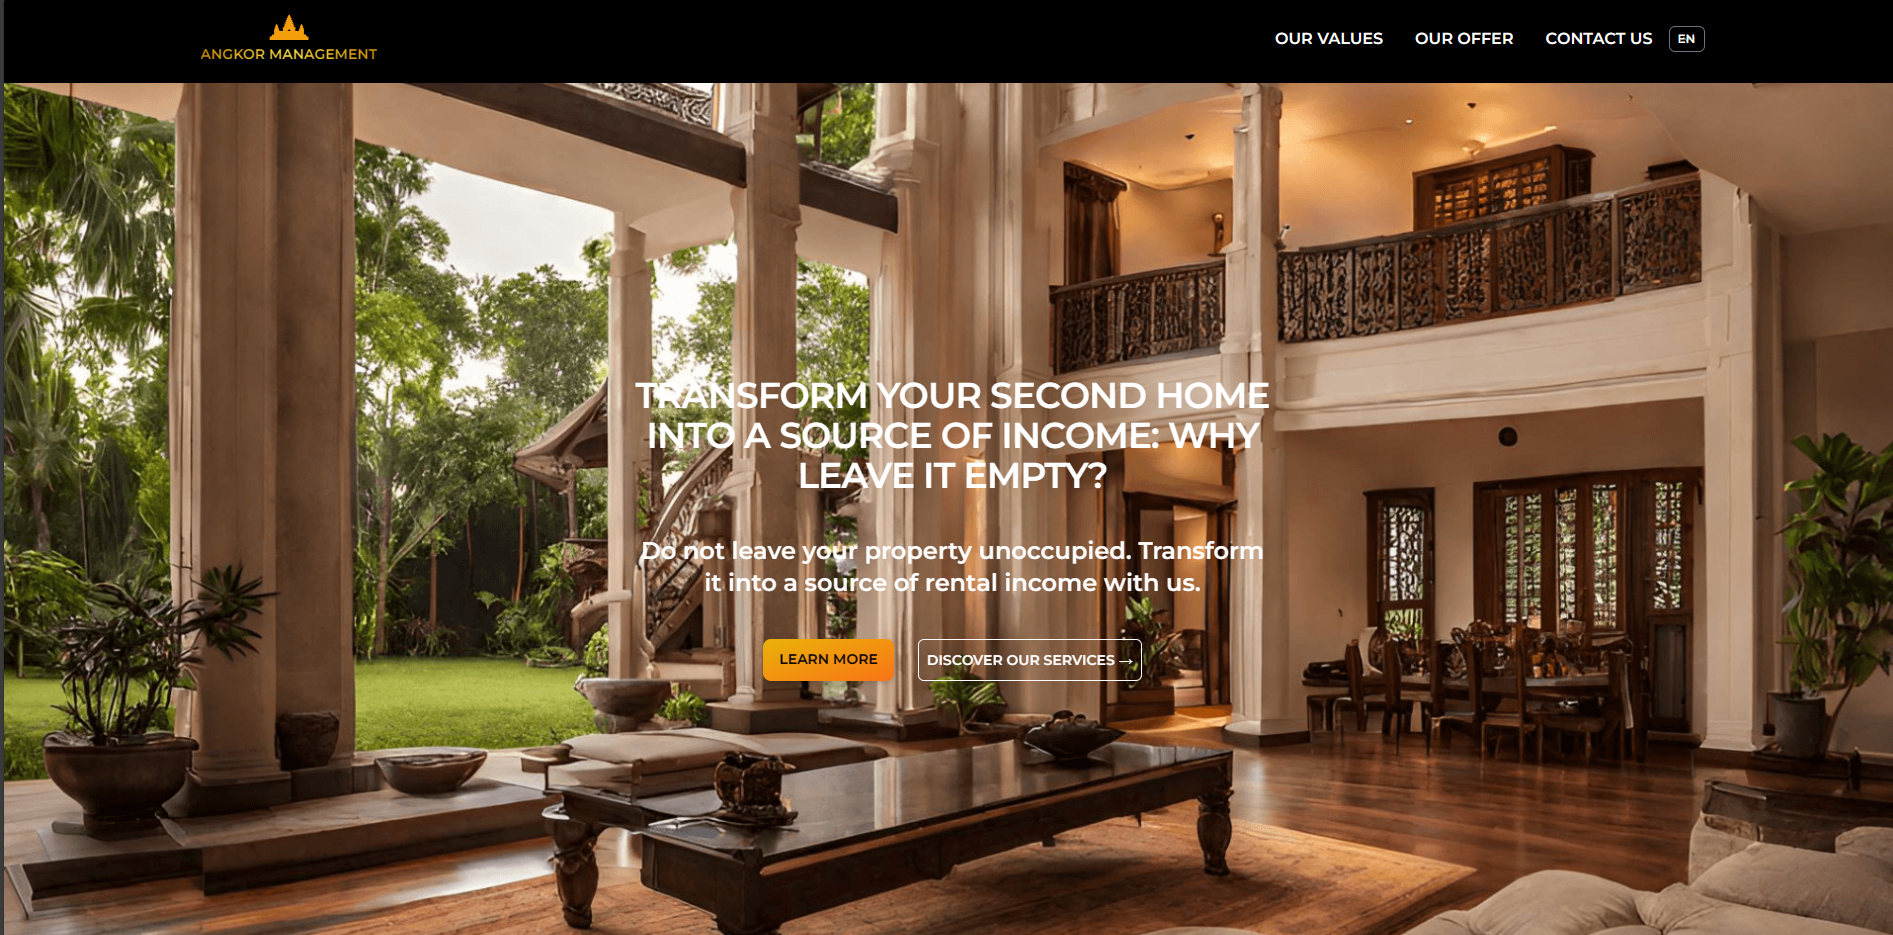 ANGKOR MANAGEMENT
OUR VALUES
OUR OFFER
CONTACT US
EN
TRANSFORM YOUR SECOND HOME
INTO A SOURCE OF INCOME: WHY
LEAVE IT EMPTY?
Do not leave your property unoccupied. Transform
it into a source of rental income with us.
LEARN MORE
DISCOVER OUR SERVICES →